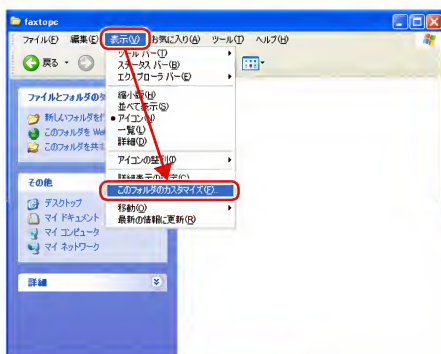 faxtopc
ファイル(F) 編集(E) 表示(V) お気に入り(A) ツール(T) ヘルプ(H)
戻る
ツール バー(T)
ステータス バー(B)
エクスプローラ バー(E)
縮小版(H)
並べて表示(S)
アイコン(N)
一覧(L)
詳細(D)
アイコンの整列(I)
このフォルダのカスタマイズ(F)...
移動(O)
最新の情報に更新(R)
ファイルとフォルダの
新しいフォルダを
このフォルダを We
このフォルダを共
その他
デスクトップ
マイ ドキュメント
マイ コンピュータ
マイ ネットワーク
詳細